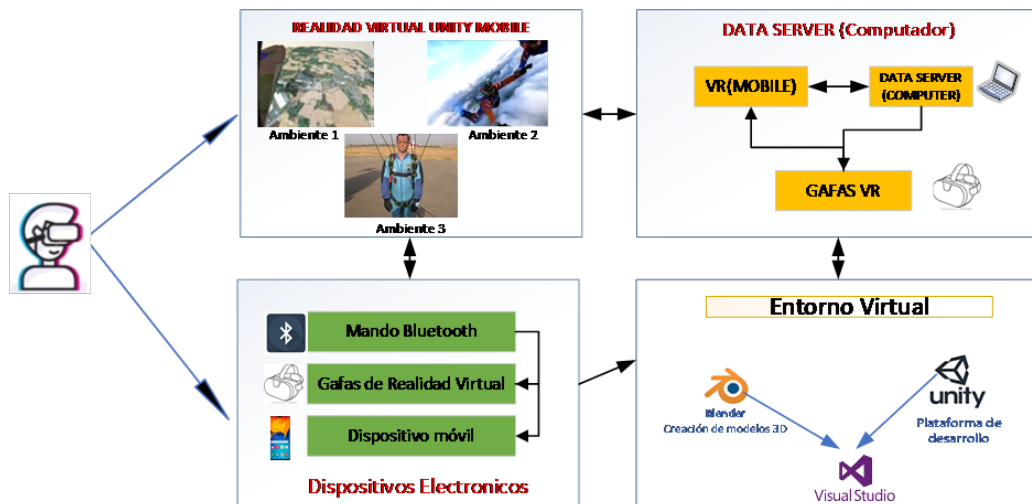 REALIDAD VIRTUAL UNITY MOBILE
Ambiente 1
Ambiente 2
Ambiente 3
DATA SERVER (Computador)
VR(MOBILE)
DATA SERVER
(COMPUTER)
GAFAS VR
Mando Bluetooth
Gafas de Realidad Virtual
Dispositivo móvil
Dispositivos Electronicos
Entorno Virtual
Blender
Creación de modelos 3D
unity
Plataforma de
desarrollo
Visual Studio